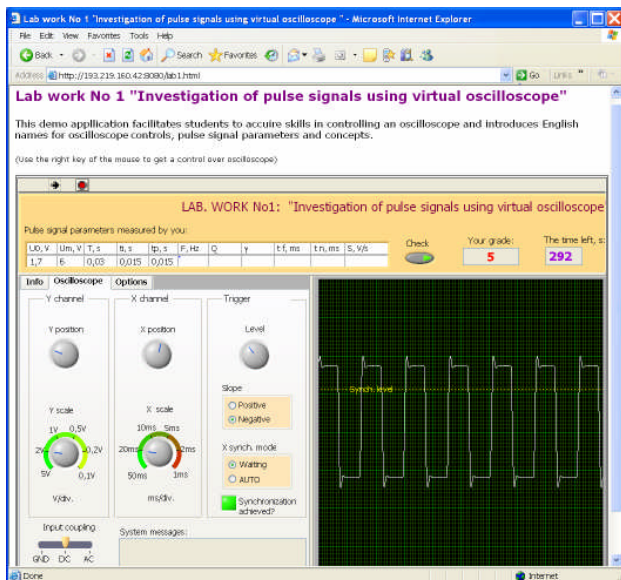 Lab work No 1 "Investigation of pulse signals using virtual oscilloscope " - Microsoft Internet Explorer
File Edit View Favorites Tools Help
Back Search Favorites
Address http://193.219.160.42:8080/lab1.html Go Links »
Lab work No 1 "Investigation of pulse signals using virtual oscilloscope"
This demo appllication facilitates students to accuire skills in controlling an oscilloscope and introduces English
names for oscilloscope controls, pulse signal parameters and concepts.
(Use the right key of the mouse to get a control over oscilloscope)
LAB. WORK No1: "Investigation of pulse signals using virtual oscilloscope
Pulse signal parameters measured by you:
U0, V Um, V T, s ti, s tp, s F, Hz Q γ t f, ms t n, ms S, V/s
1,7 6 0,03 0,015 0,015
Check Your grade: The time left, s:
5 292
Info Oscilloscope Options
Y channel X channel Trigger
Y position X position Level
Synch. level
Slope
Positive
Negative
Y scale X scale
1V 0,5V 10ms 5ms
2V 0,2V 20ms 2ms
5V 0,1V 50ms 1ms
V/div. ms/div.
X synch. mode
Waiting
AUTO
Synchronization
achieved?
Input coupling
GND DC AC
System messages:
Done Internet